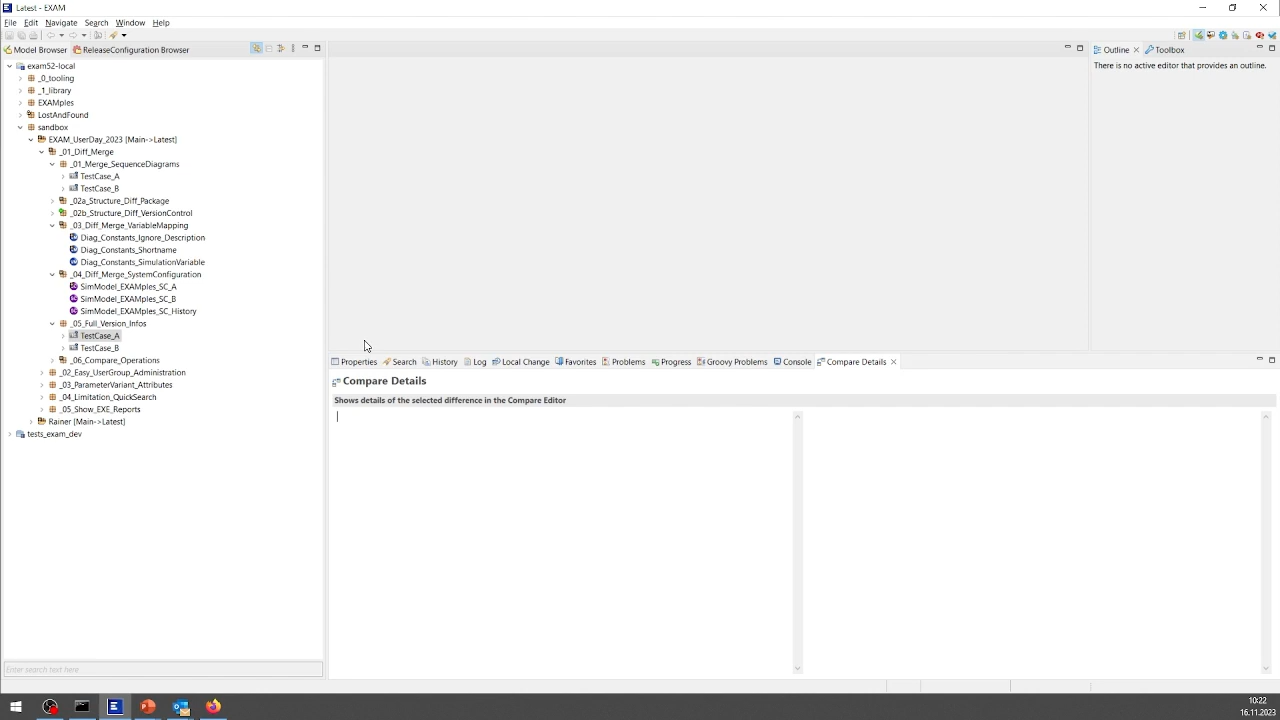 Latest - EXAM
File Edit Navigate Search Window Help
Model Browser ReleaseConfiguration Browser
Outline Toolbox
exam52-local
There is no active editor that provides an outline.
_0_tooling
_1_library
EXAMples
LostAndFound
sandbox
EXAM_UserDay_2023 [Main->Latest]
_01_Diff_Merge
_01_Merge_SequenceDiagrams
TestCase_A
TestCase_B
_02a_Structure_Diff_Package
_02b_Structure_Diff_VersionControl
_03_Diff_Merge_VariableMapping
Diag_Constants_Ignore_Description
Diag_Constants_Shortname
Diag_Constants_SimulationVariable
_04_Diff_Merge_SystemConfiguration
SimModel_EXAMples_SC_A
SimModel_EXAMples_SC_B
SimModel_EXAMples_SC_History
_05_Full_Version_Infos
TestCase_A
TestCase_B
_06_Compare_Operations
_02_Easy_UserGroup_Administration
_03_ParameterVariant_Attributes
_04_Limitation_QuickSearch
_05_Show_EXE_Reports
Rainer [Main->Latest]
tests_exam_dev
Properties Search History Log Local Change Favorites Problems Progress Groovy Problems Console Compare Details
Compare Details
Shows details of the selected difference in the Compare Editor
Enter search text here
10:22
16.11.2023